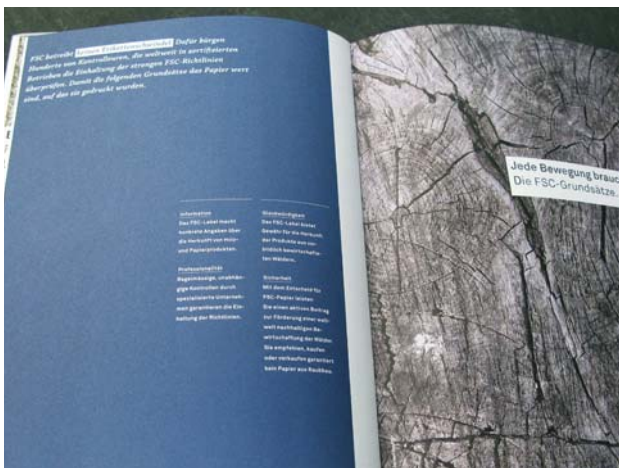 FSC betreibt keinen Etikettenschwindel. Dafür bürgen
Hunderte von Kontrolleuren, die weltweit in zertifizierten
Betrieben die Einhaltung der strengen FSC-Richtlinien
überprüfen. Damit die folgenden Grundsätze das Papier wert
sind, auf das sie gedruckt wurden.
Information
Das FSC-Label macht
konkrete Angaben über
die Herkunft von Holz-
und Papierprodukten.
Professionalität
Regelmässige, unabhän-
gige Kontrollen durch
spezialisierte Unterneh-
men garantieren die Ein-
haltung der Richtlinien.
Glaubwürdigkeit
Das FSC-Label bietet
Gewähr für die Herkunft
der Produkte aus vor-
bildlich bewirtschafte-
ten Wäldern.
Sicherheit
Mit dem Entscheid für
FSC-Papier leisten
Sie einen aktiven Beitrag
zur Förderung einer welt-
weit nachhaltigen Be-
wirtschaftung der Wälder.
Sie empfehlen, kaufen
oder verkaufen garantiert
kein Papier aus Raubbau.
Jede Bewegung brauc
Die FSC-Grundsätze.